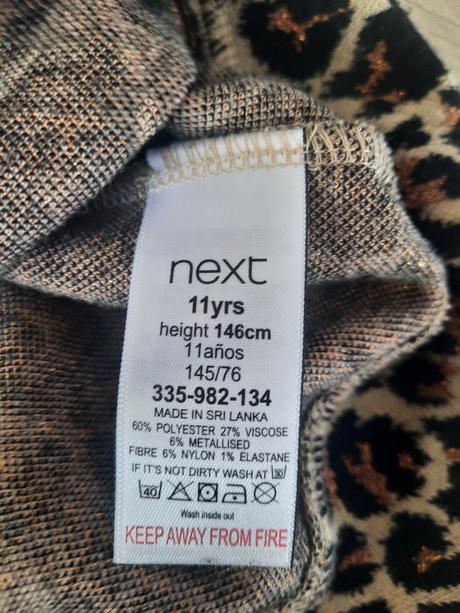 next
11yrs
height 146cm
11años
145/76
335-982-134
MADE IN SRI LANKA
60% POLYESTER 27% VISCOSE
6% METALLISED
FIBRE 6% NYLON 1% ELASTANE
IF IT'S NOT DIRTY WASH AT 30
40
Wash inside out
KEEP AWAY FROM FIRE